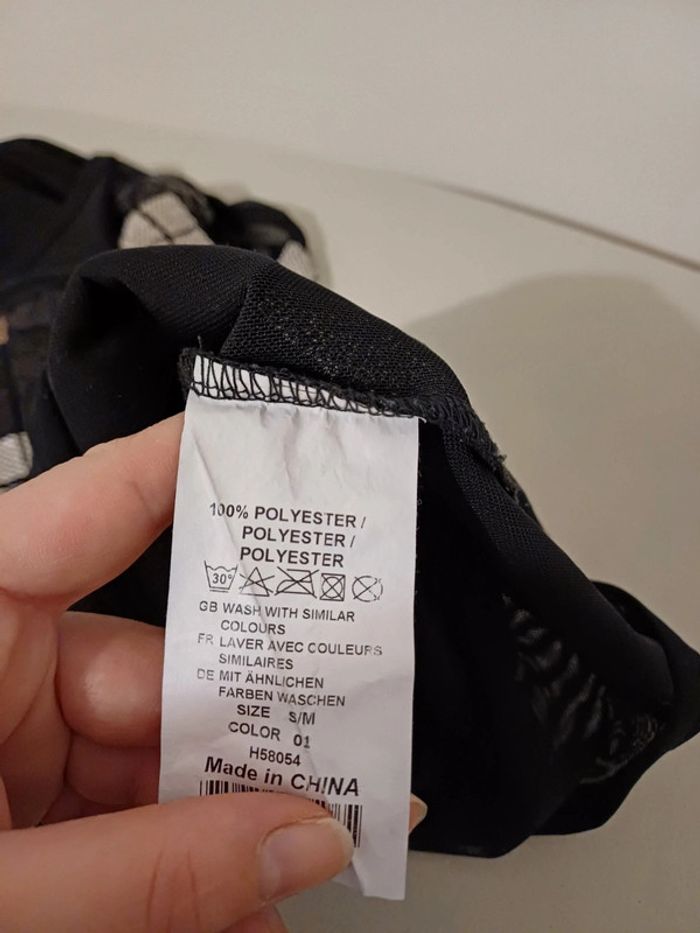 100% POLYESTER /
POLYESTER /
POLYESTER
30°
GB WASH WITH SIMILAR
COLOURS
FR LAVER AVEC COULEURS
SIMILAIRES
DE MIT ÄHNLICHEN
FARBEN WASCHEN
SIZE S/M
COLOR 01
H58054
Made in CHINA